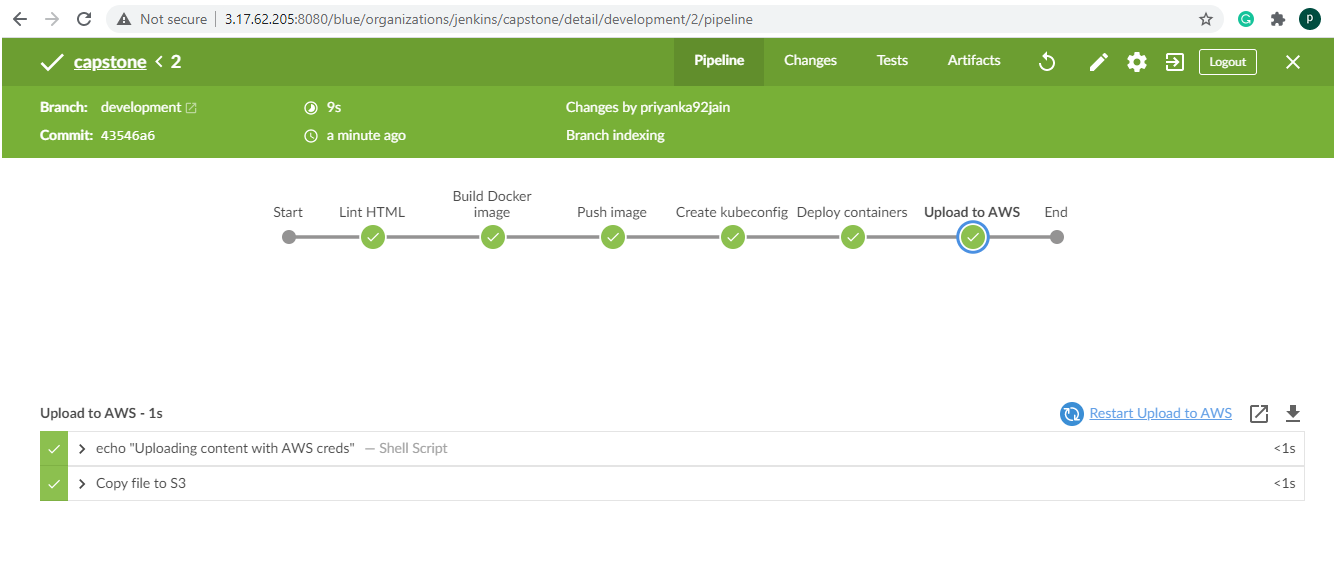 Not secure | 3.17.62.205:8080/blue/organizations/jenkins/capstone/detail/development/2/pipeline
P
capstone < 2
Pipeline Changes Tests Artifacts Logout
Branch: development 9s Changes by priyanka92jain
Commit: 43546a6 a minute ago Branch indexing
Start Lint HTML Build Docker image Push image Create kubeconfig Deploy containers Upload to AWS End
Upload to AWS - 1s Restart Upload to AWS
echo "Uploading content with AWS creds" — Shell Script <1s
Copy file to S3 <1s